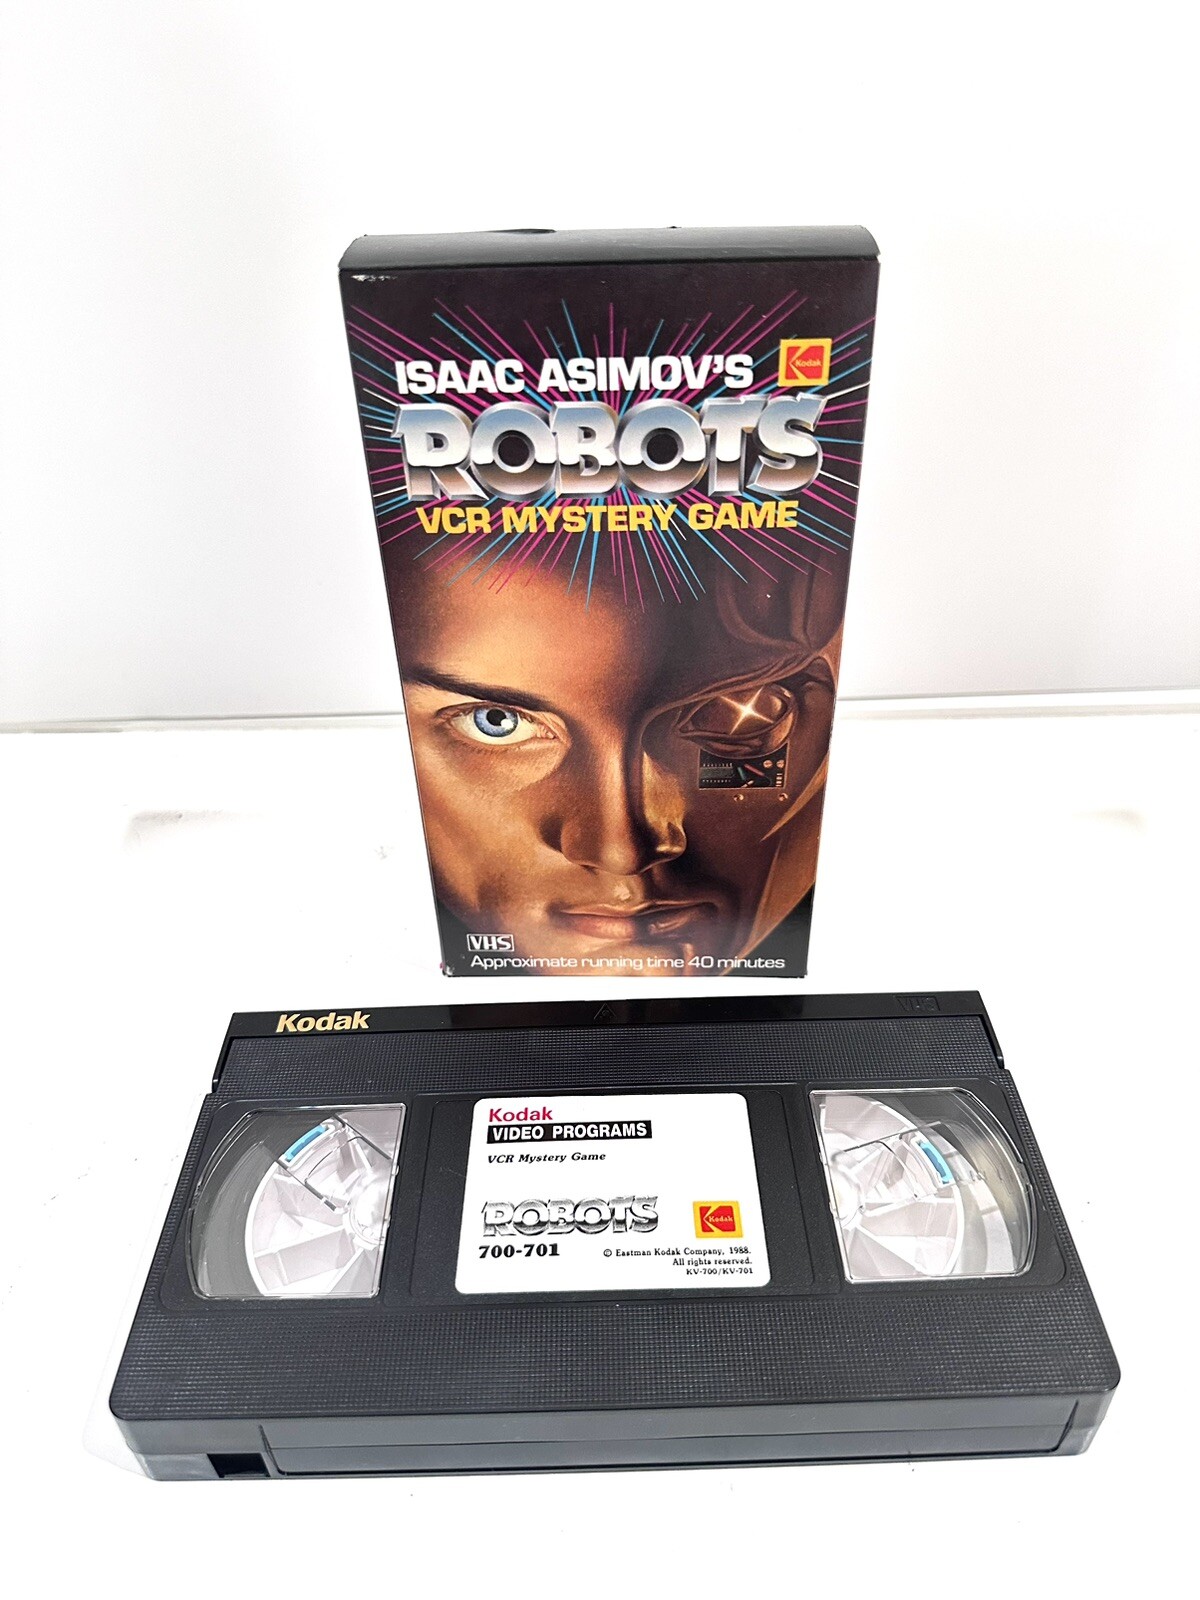 ISAAC ASIMOV'S
Kodak
ROBOTS
VCR MYSTERY GAME
VHS
Approximate running time 40 minutes
Kodak
VHS
Kodak
VIDEO PROGRAMS
VCR Mystery Game
ROBOTS
Kodak
700-701
© Eastman Kodak Company, 1988.
All rights reserved.
KV-700/KV-701